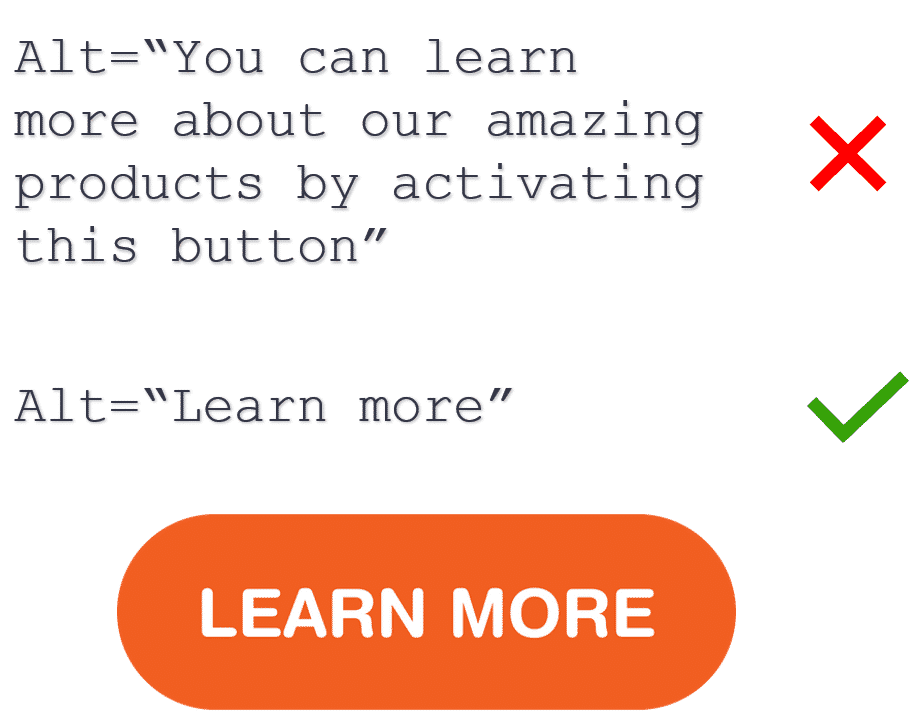 Alt=“You can learn
more about our amazing
products by activating
this button”
Alt=“Learn more”
LEARN MORE